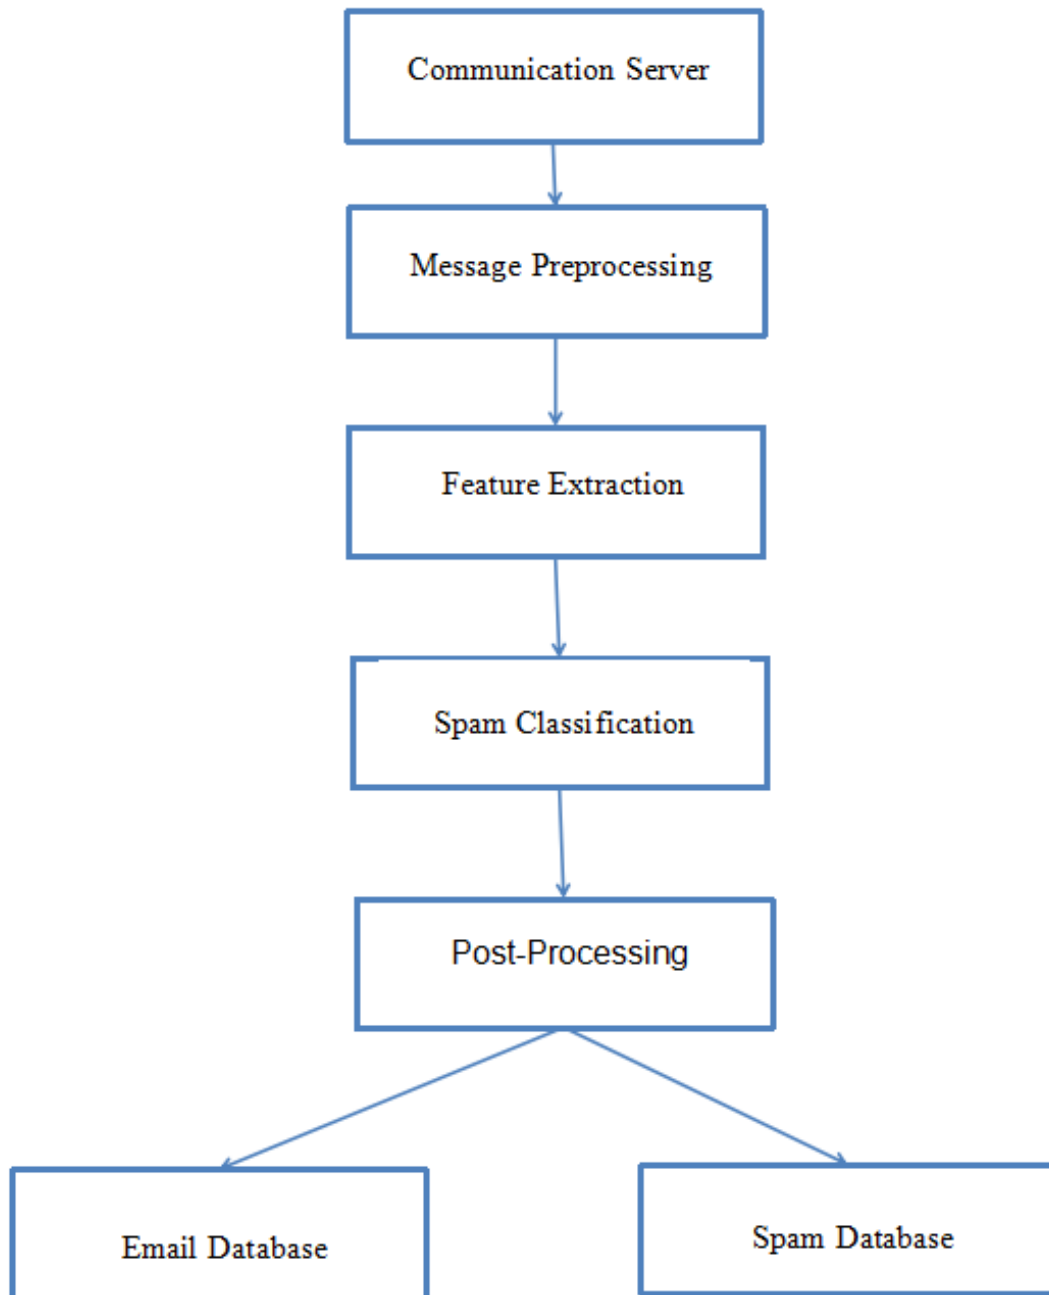 Communication Server
Message Preprocessing
Feature Extraction
Spam Classification
Post-Processing
Email Database
Spam Database